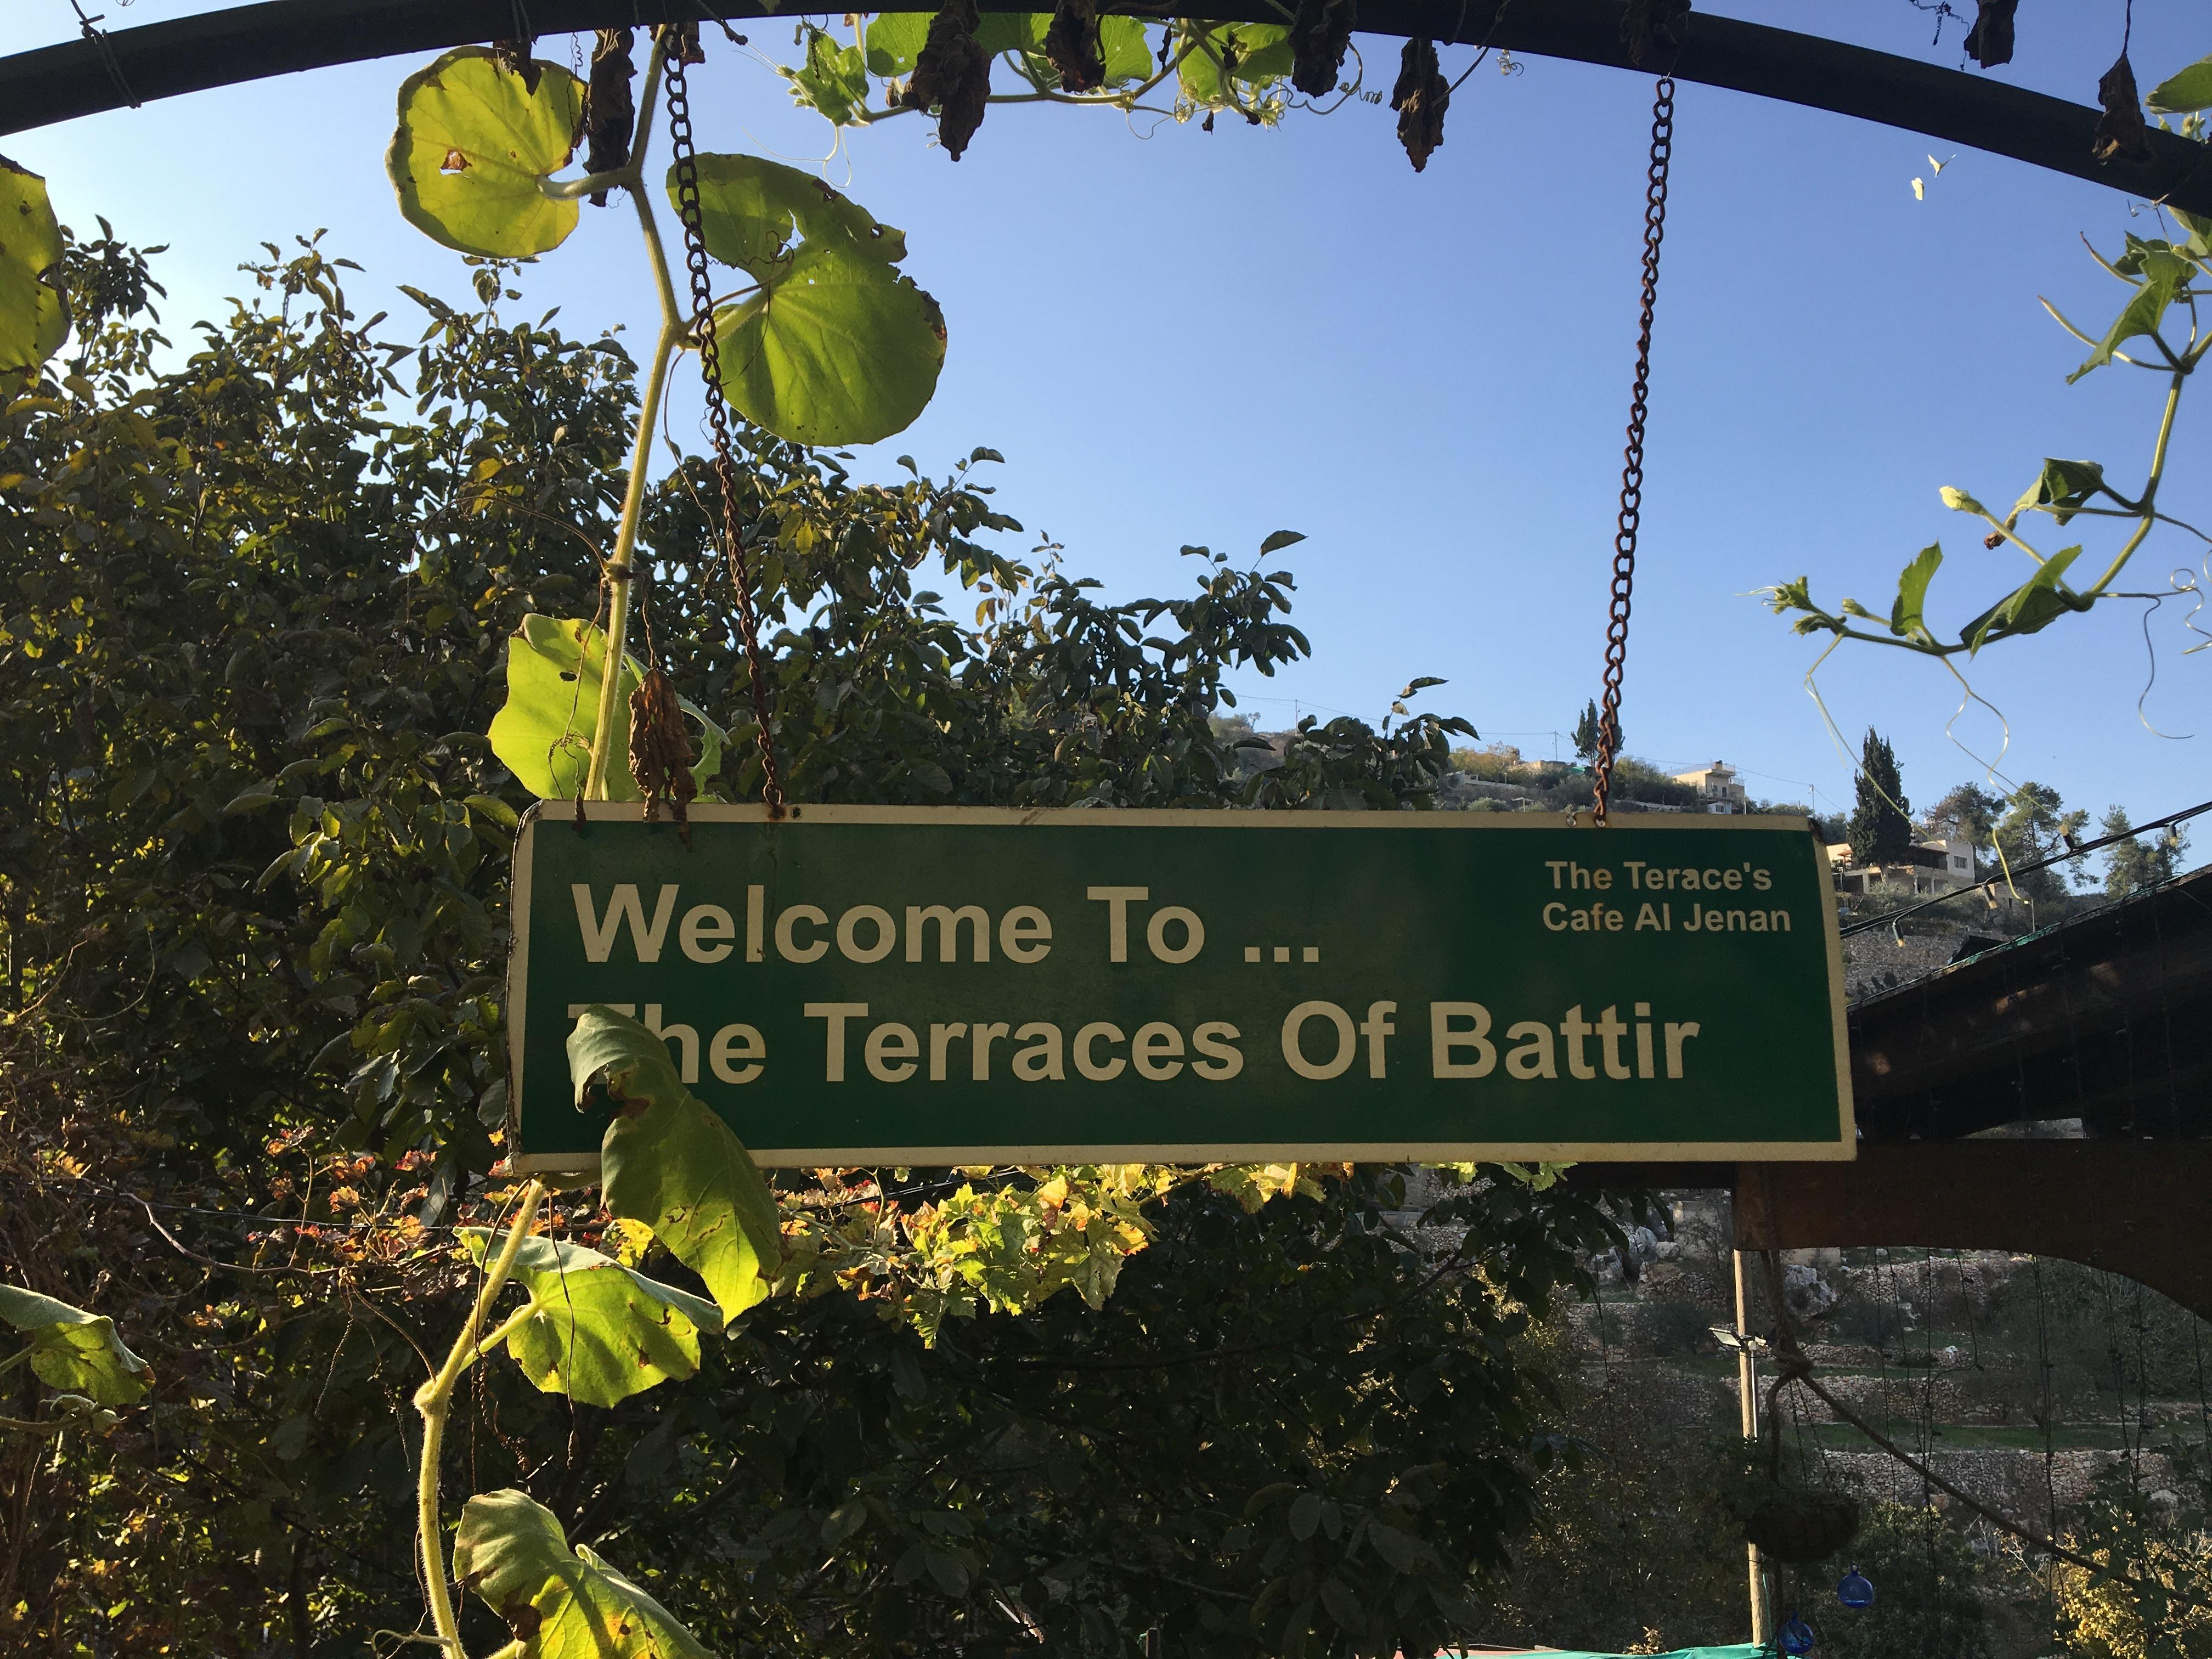 Welcome To ...
The Terraces Of Battir
The Terace's
Cafe Al Jenan